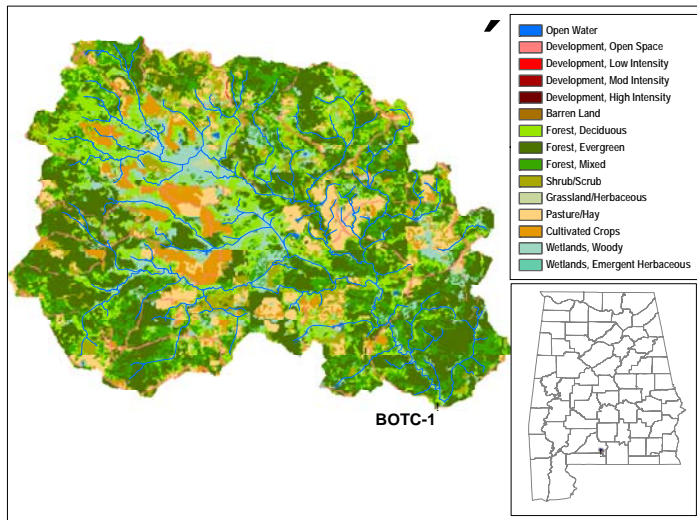 Open Water
Development, Open Space
Development, Low Intensity
Development, Mod Intensity
Development, High Intensity
Barren Land
Forest, Deciduous
Forest, Evergreen
Forest, Mixed
Shrub/Scrub
Grassland/Herbaceous
Pasture/Hay
Cultivated Crops
Wetlands, Woody
Wetlands, Emergent Herbaceous
BOTC-1